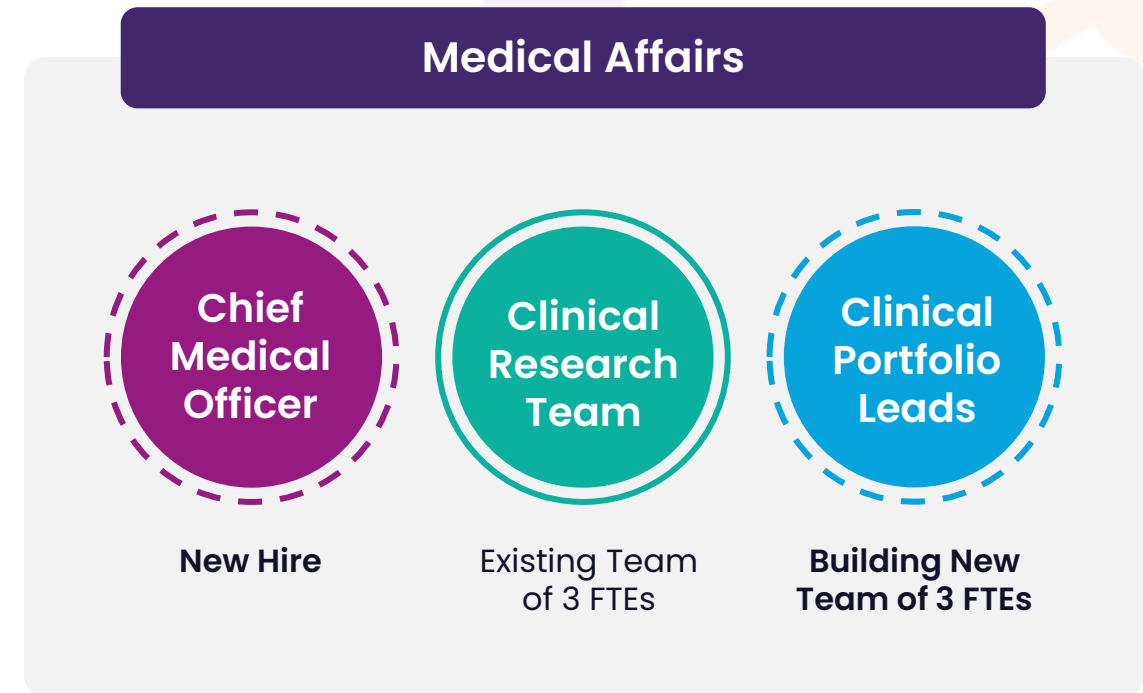 Medical Affairs
Chief
Medical
Officer
Clinical
Research
Team
Clinical
Portfolio
Leads
New Hire
Existing Team
of 3 FTEs
Building New
Team of 3 FTEs